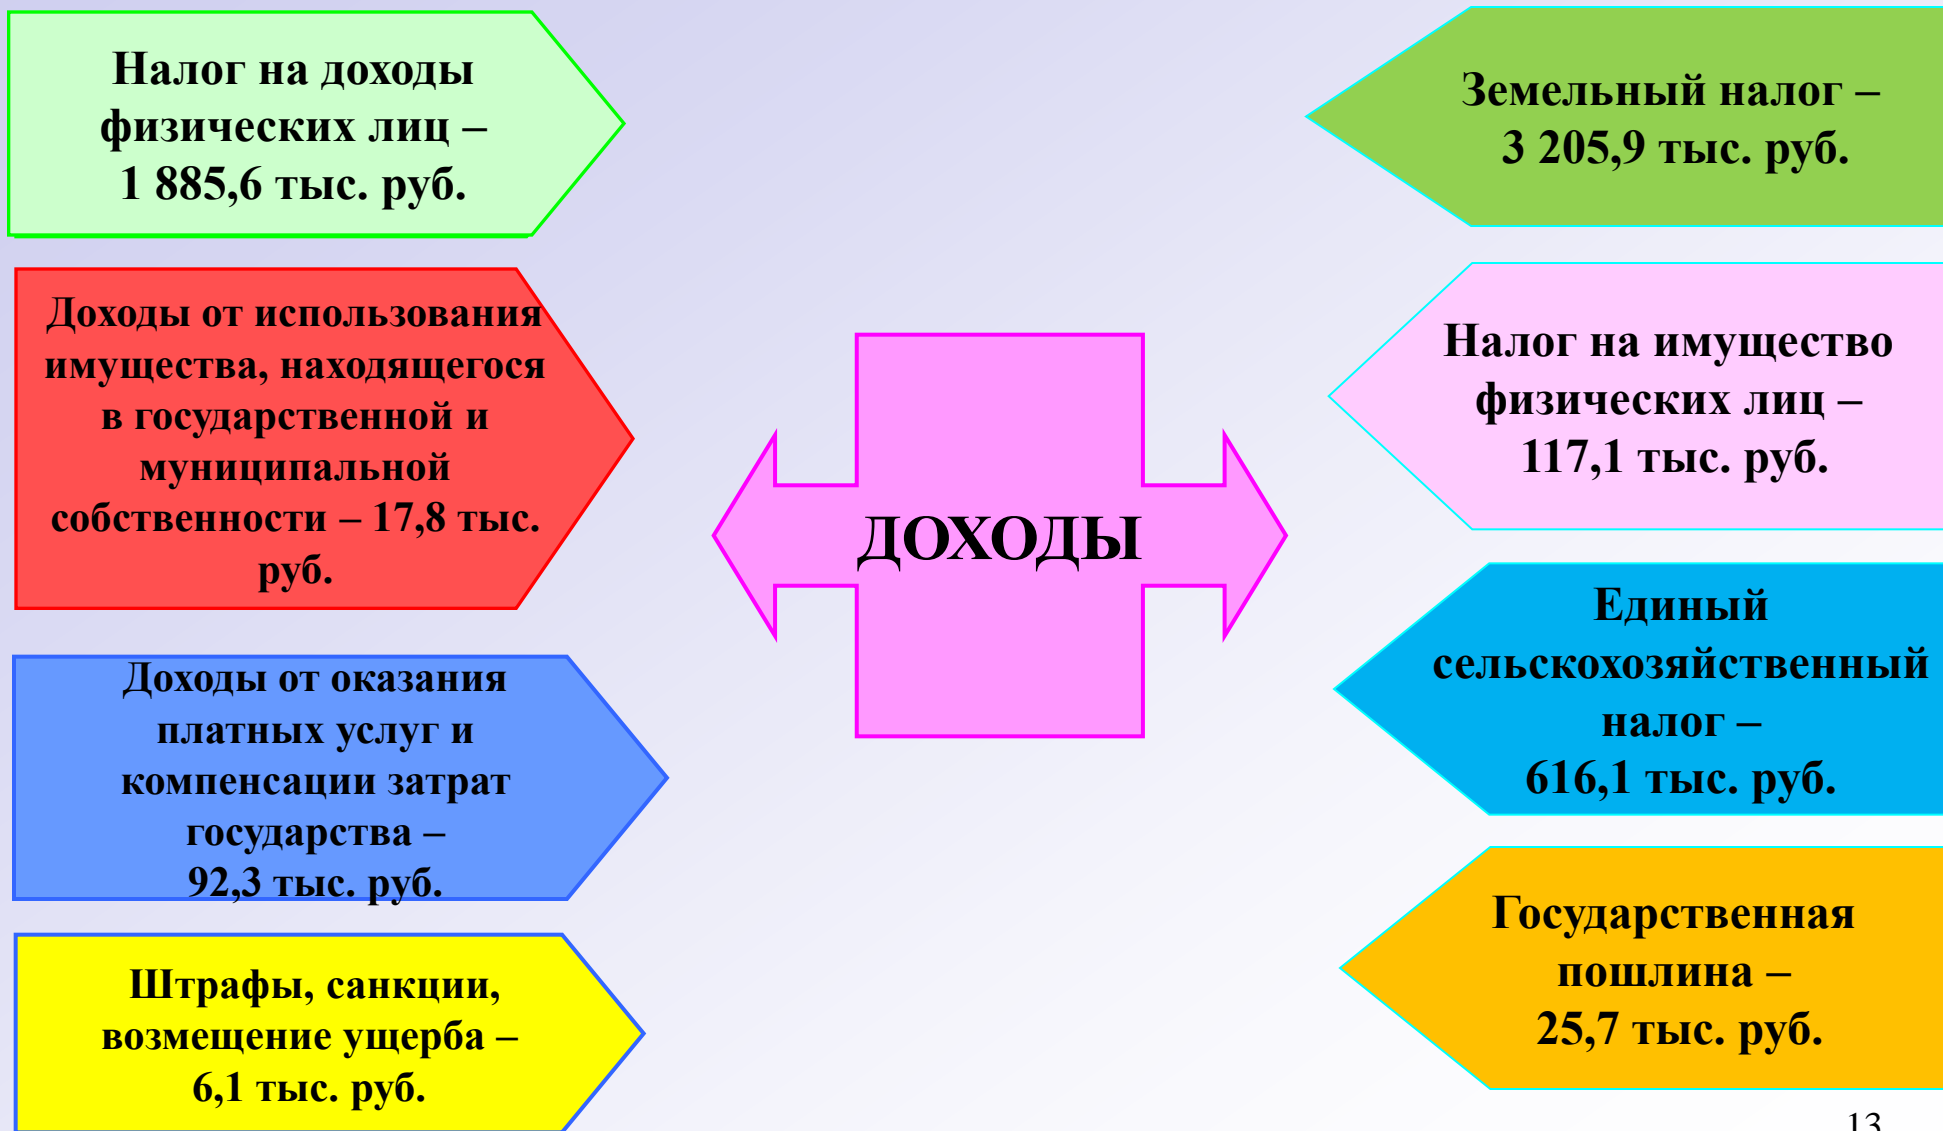 Налог на доходы
физических лиц –
1 885,6 тыс. руб.
Доходы от использования
имущества, находящегося
в государственной и
муниципальной
собственности – 17,8 тыс.
руб.
Доходы от оказания
платных услуг и
компенсации затрат
государства –
92,3 тыс. руб.
Штрафы, санкции,
возмещение ущерба –
6,1 тыс. руб.
ДОХОДЫ
Земельный налог –
3 205,9 тыс. руб.
Налог на имущество
физических лиц –
117,1 тыс. руб.
Единый
сельскохозяйственный
налог –
616,1 тыс. руб.
Государственная
пошлина –
25,7 тыс. руб.
13